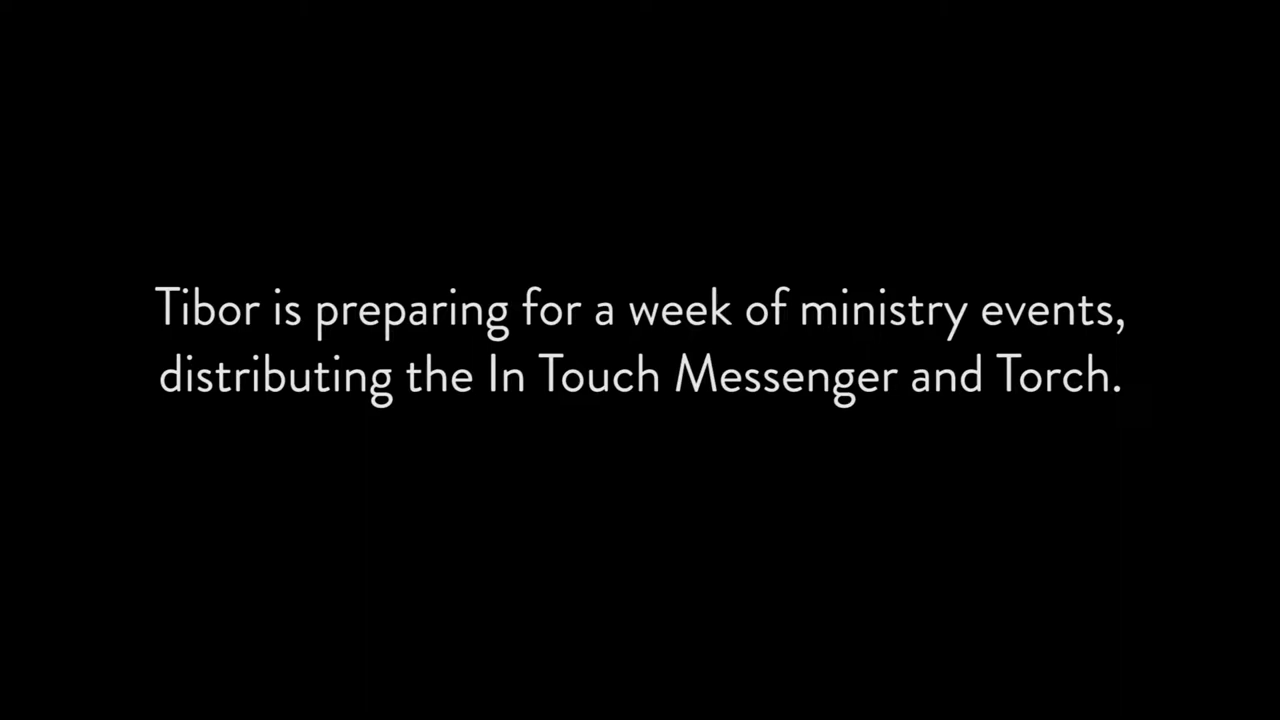 Tibor is preparing for a week of ministry events,
distributing the In Touch Messenger and Torch.